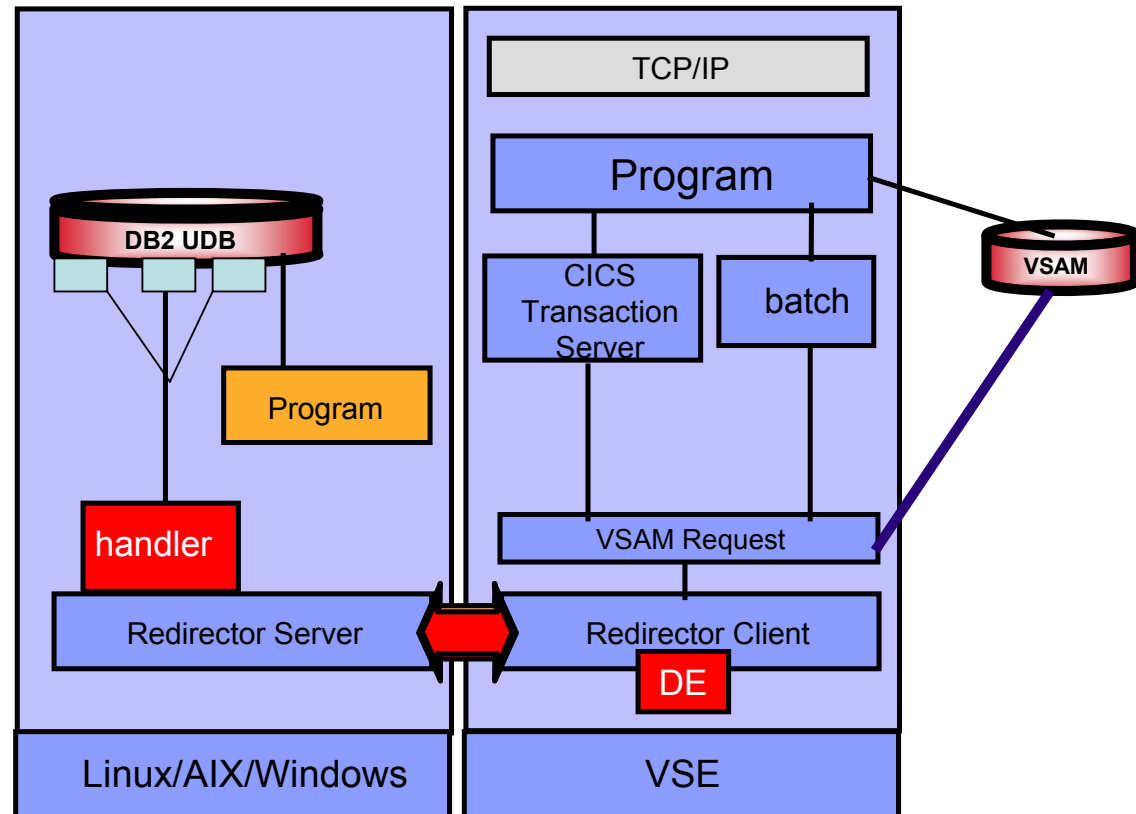 TCP/IP
Program
DB2 UDB
CICS
Transaction
Server
batch
VSAM
Program
handler
VSAM Request
Redirector Server
Redirector Client
DE
Linux/AIX/Windows
VSE